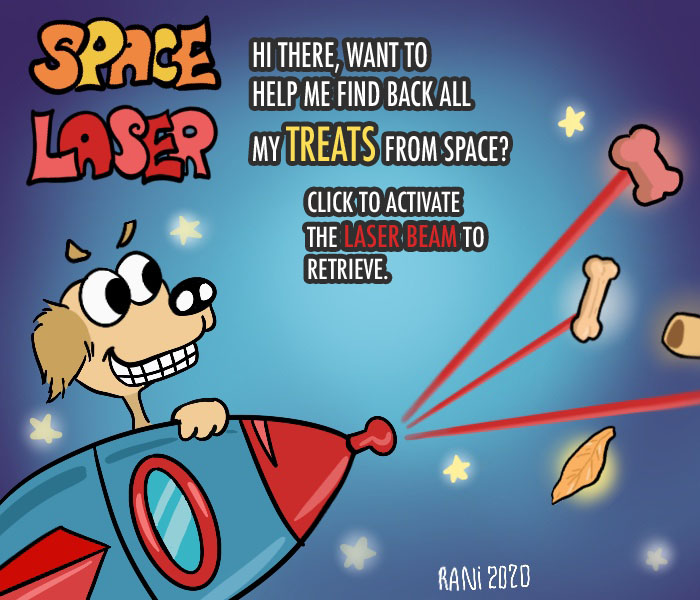 SPACE
LASER
HI THERE, WANT TO
HELP ME FIND BACK ALL
MY TREATS FROM SPACE?
CLICK TO ACTIVATE
THE LASER BEAM TO
RETRIEVE.
RANi 2020